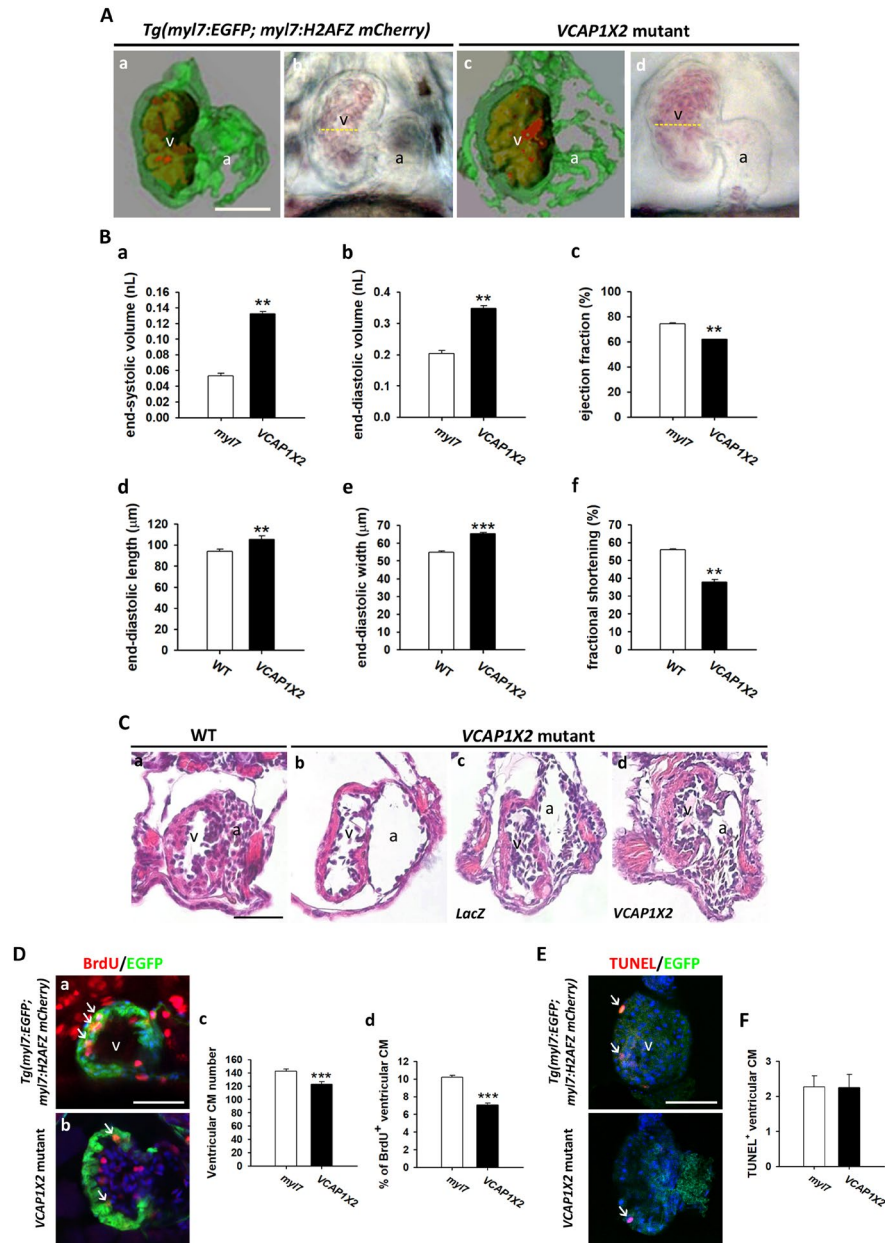 A
Tg(myl7:EGFP; myl7:H2AFZ mCherry)
VCAP1X2 mutant
a
b
c
d
v
a
v
a
v
a
v
a
B
a
end-systolic volume (nL)
0.16
0.14
0.12
0.10
0.08
0.06
0.04
0.02
0.00
**
myl7
VCAP1X2
b
end-diastolic volume (nL)
0.4
0.3
0.2
0.1
0.0
**
myl7
VCAP1X2
c
ejection fraction (%)
100
80
60
40
20
0
**
myl7
VCAP1X2
d
end-diastolic length (μm)
120
100
80
60
40
20
0
**
WT
VCAP1X2
e
end-diastolic width (μm)
70
60
50
40
30
20
10
0
***
WT
VCAP1X2
f
fractional shortening (%)
70
60
50
40
30
20
10
0
**
WT
VCAP1X2
C
WT
VCAP1X2 mutant
a
v
a
b
v
a
c
v
a
LacZ
d
v
a
VCAP1X2
D
BrdU/EGFP
Tg(myl7:EGFP;
myl7:H2AFZ mCherry)
a
v
VCAP1X2 mutant
b
c
Ventricular CM number
160
140
120
100
80
60
40
20
0
***
myl7
VCAP1X2
d
% of BrdU+ ventricular CM
12
10
8
6
4
2
0
***
myl7
VCAP1X2
E
TUNEL/EGFP
Tg(myl7:EGFP;
myl7:H2AFZ mCherry)
v
VCAP1X2 mutant
F
TUNEL+ ventricular CM
3
2
1
0
myl7
VCAP1X2